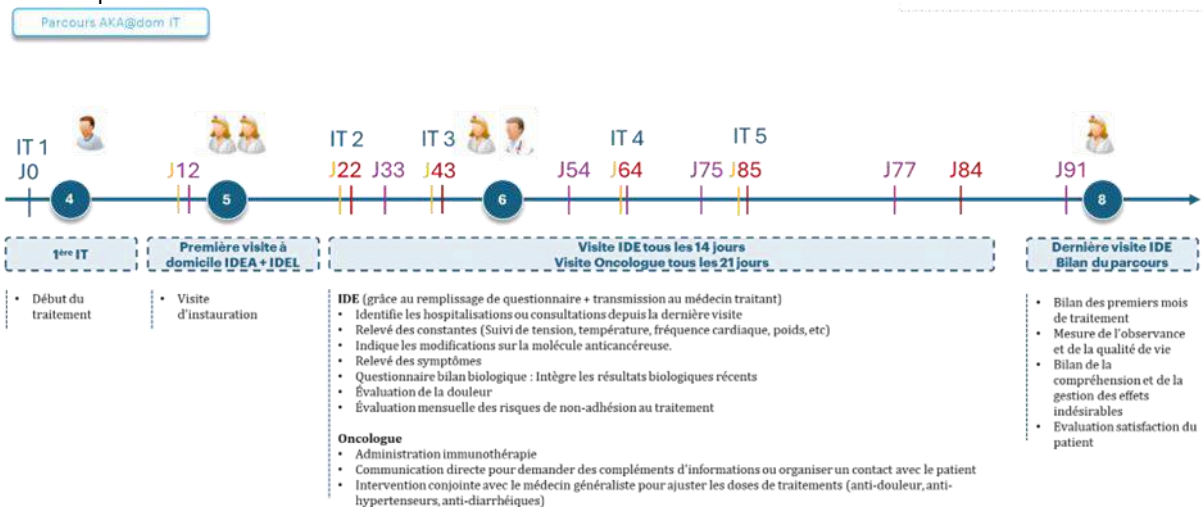 Parcours AKA@dom IT
IT 1
IT 2
IT 3
IT 4
IT 5
J0
J12
J22
J33
J43
J54
J64
J75
J85
J77
J84
J91
4
5
6
8
1ère IT
Première visite à
domicile IDEA + IDEL
Visite IDE tous les 14 jours
Visite Oncologue tous les 21 jours
Dernière visite IDE
Bilan du parcours
• Début du
traitement
• Visite
d'instauration
IDE (grâce au remplissage de questionnaire + transmission au médecin traitant)
• Identifie les hospitalisations ou consultations depuis la dernière visite
• Relevé des constantes (Suivi de tension, température, fréquence cardiaque, poids, etc)
• Indique les modifications sur la molécule anticancéreuse.
• Relevé des symptômes
• Questionnaire bilan biologique : Intègre les résultats biologiques récents
• Évaluation de la douleur
• Évaluation mensuelle des risques de non-adhésion au traitement
Oncologue
• Administration immunothérapie
• Communication directe pour demander des compléments d'informations ou organiser un contact avec le patient
• Intervention conjointe avec le médecin généraliste pour ajuster les doses de traitements (anti-douleur, anti-
hypertenseurs, anti-diarrhéiques)
• Bilan des premiers mois
de traitement
• Mesure de l'observance
et de la qualité de vie
• Bilan de la
compréhension et de la
gestion des effets
indésirables
• Evaluation satisfaction du
patient